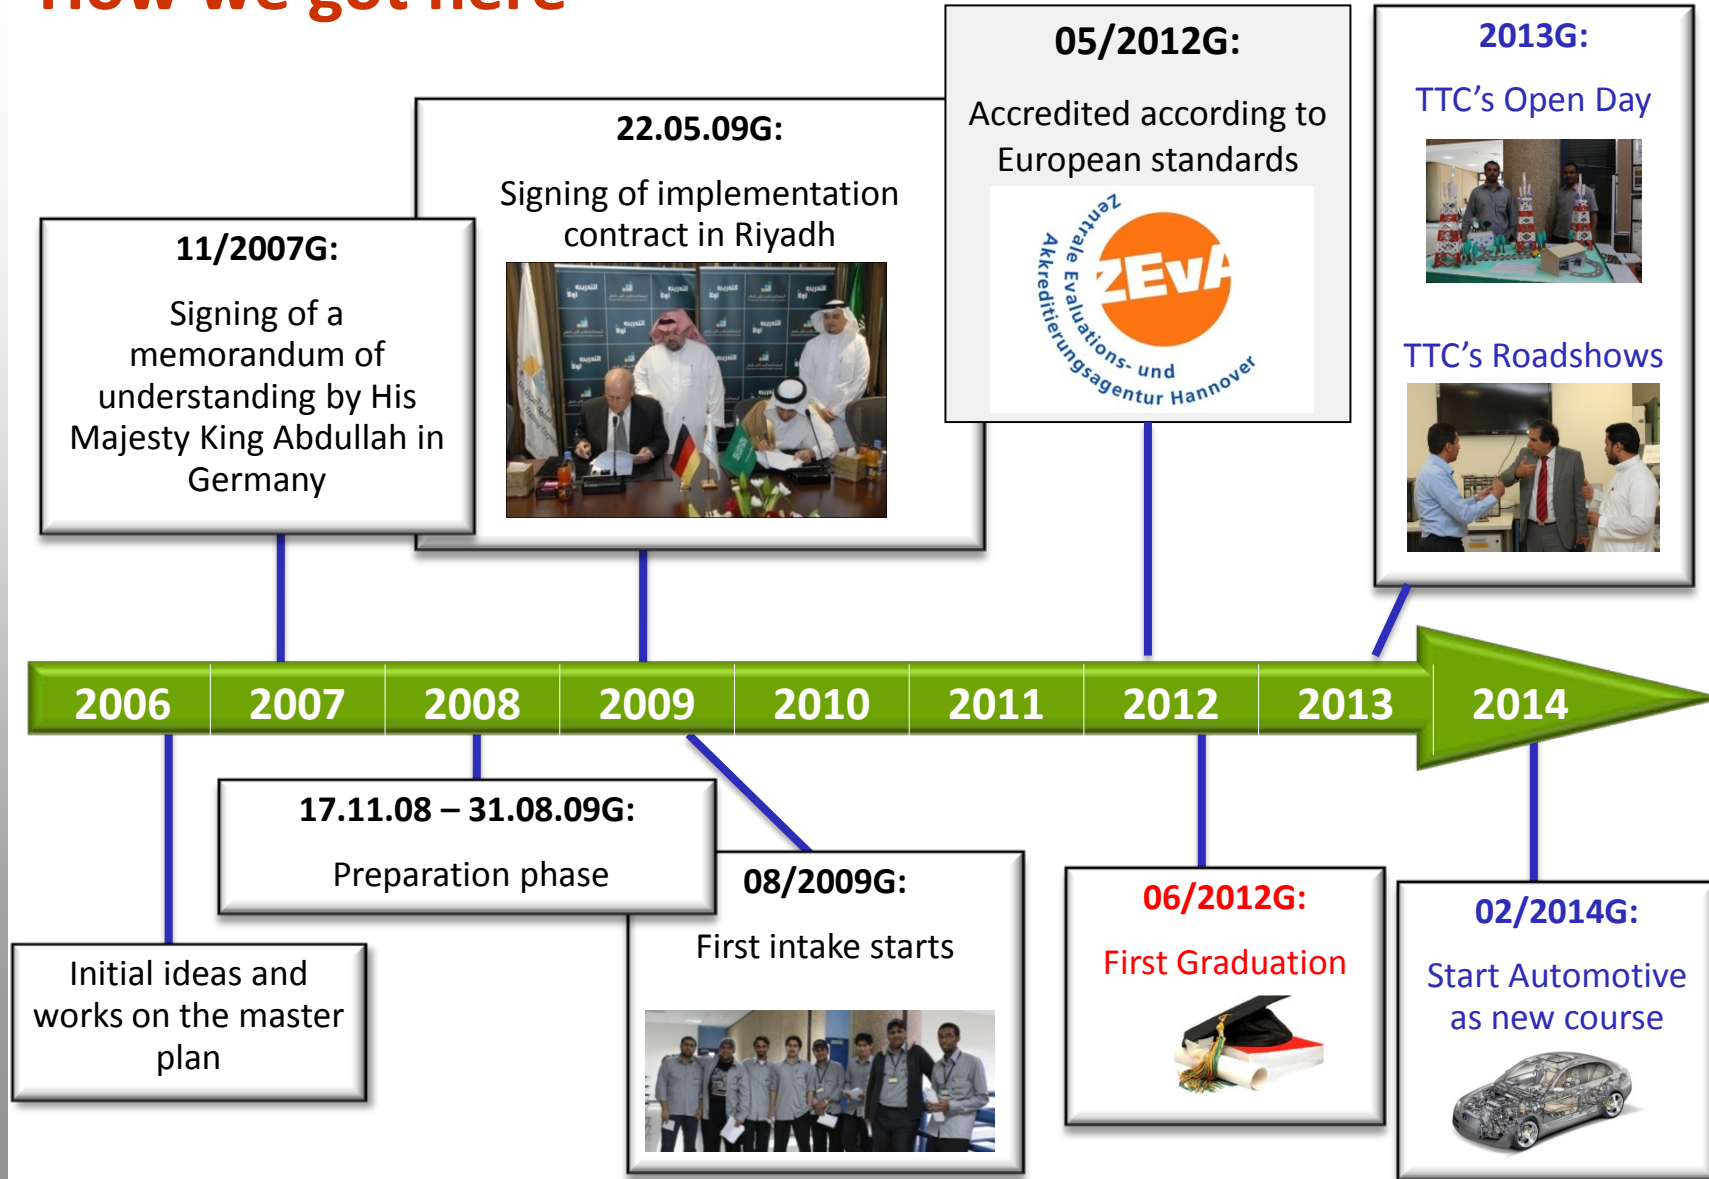 How we got here
11/2007G:
Signing of a
memorandum of
understanding by His
Majesty King Abdullah in
Germany
22.05.09G:
Signing of implementation
contract in Riyadh
التدريب
أولاً
05/2012G:
Accredited according to
European standards
Zentrale Evaluations- und
Akkreditierungsagentur Hannover
ZEvA
2013G:
TTC's Open Day
TTC's Roadshows
2006 2007 2008 2009 2010 2011 2012 2013 2014
Initial ideas and
works on the master
plan
17.11.08 – 31.08.09G:
Preparation phase
08/2009G:
First intake starts
06/2012G:
First Graduation
02/2014G:
Start Automotive
as new course